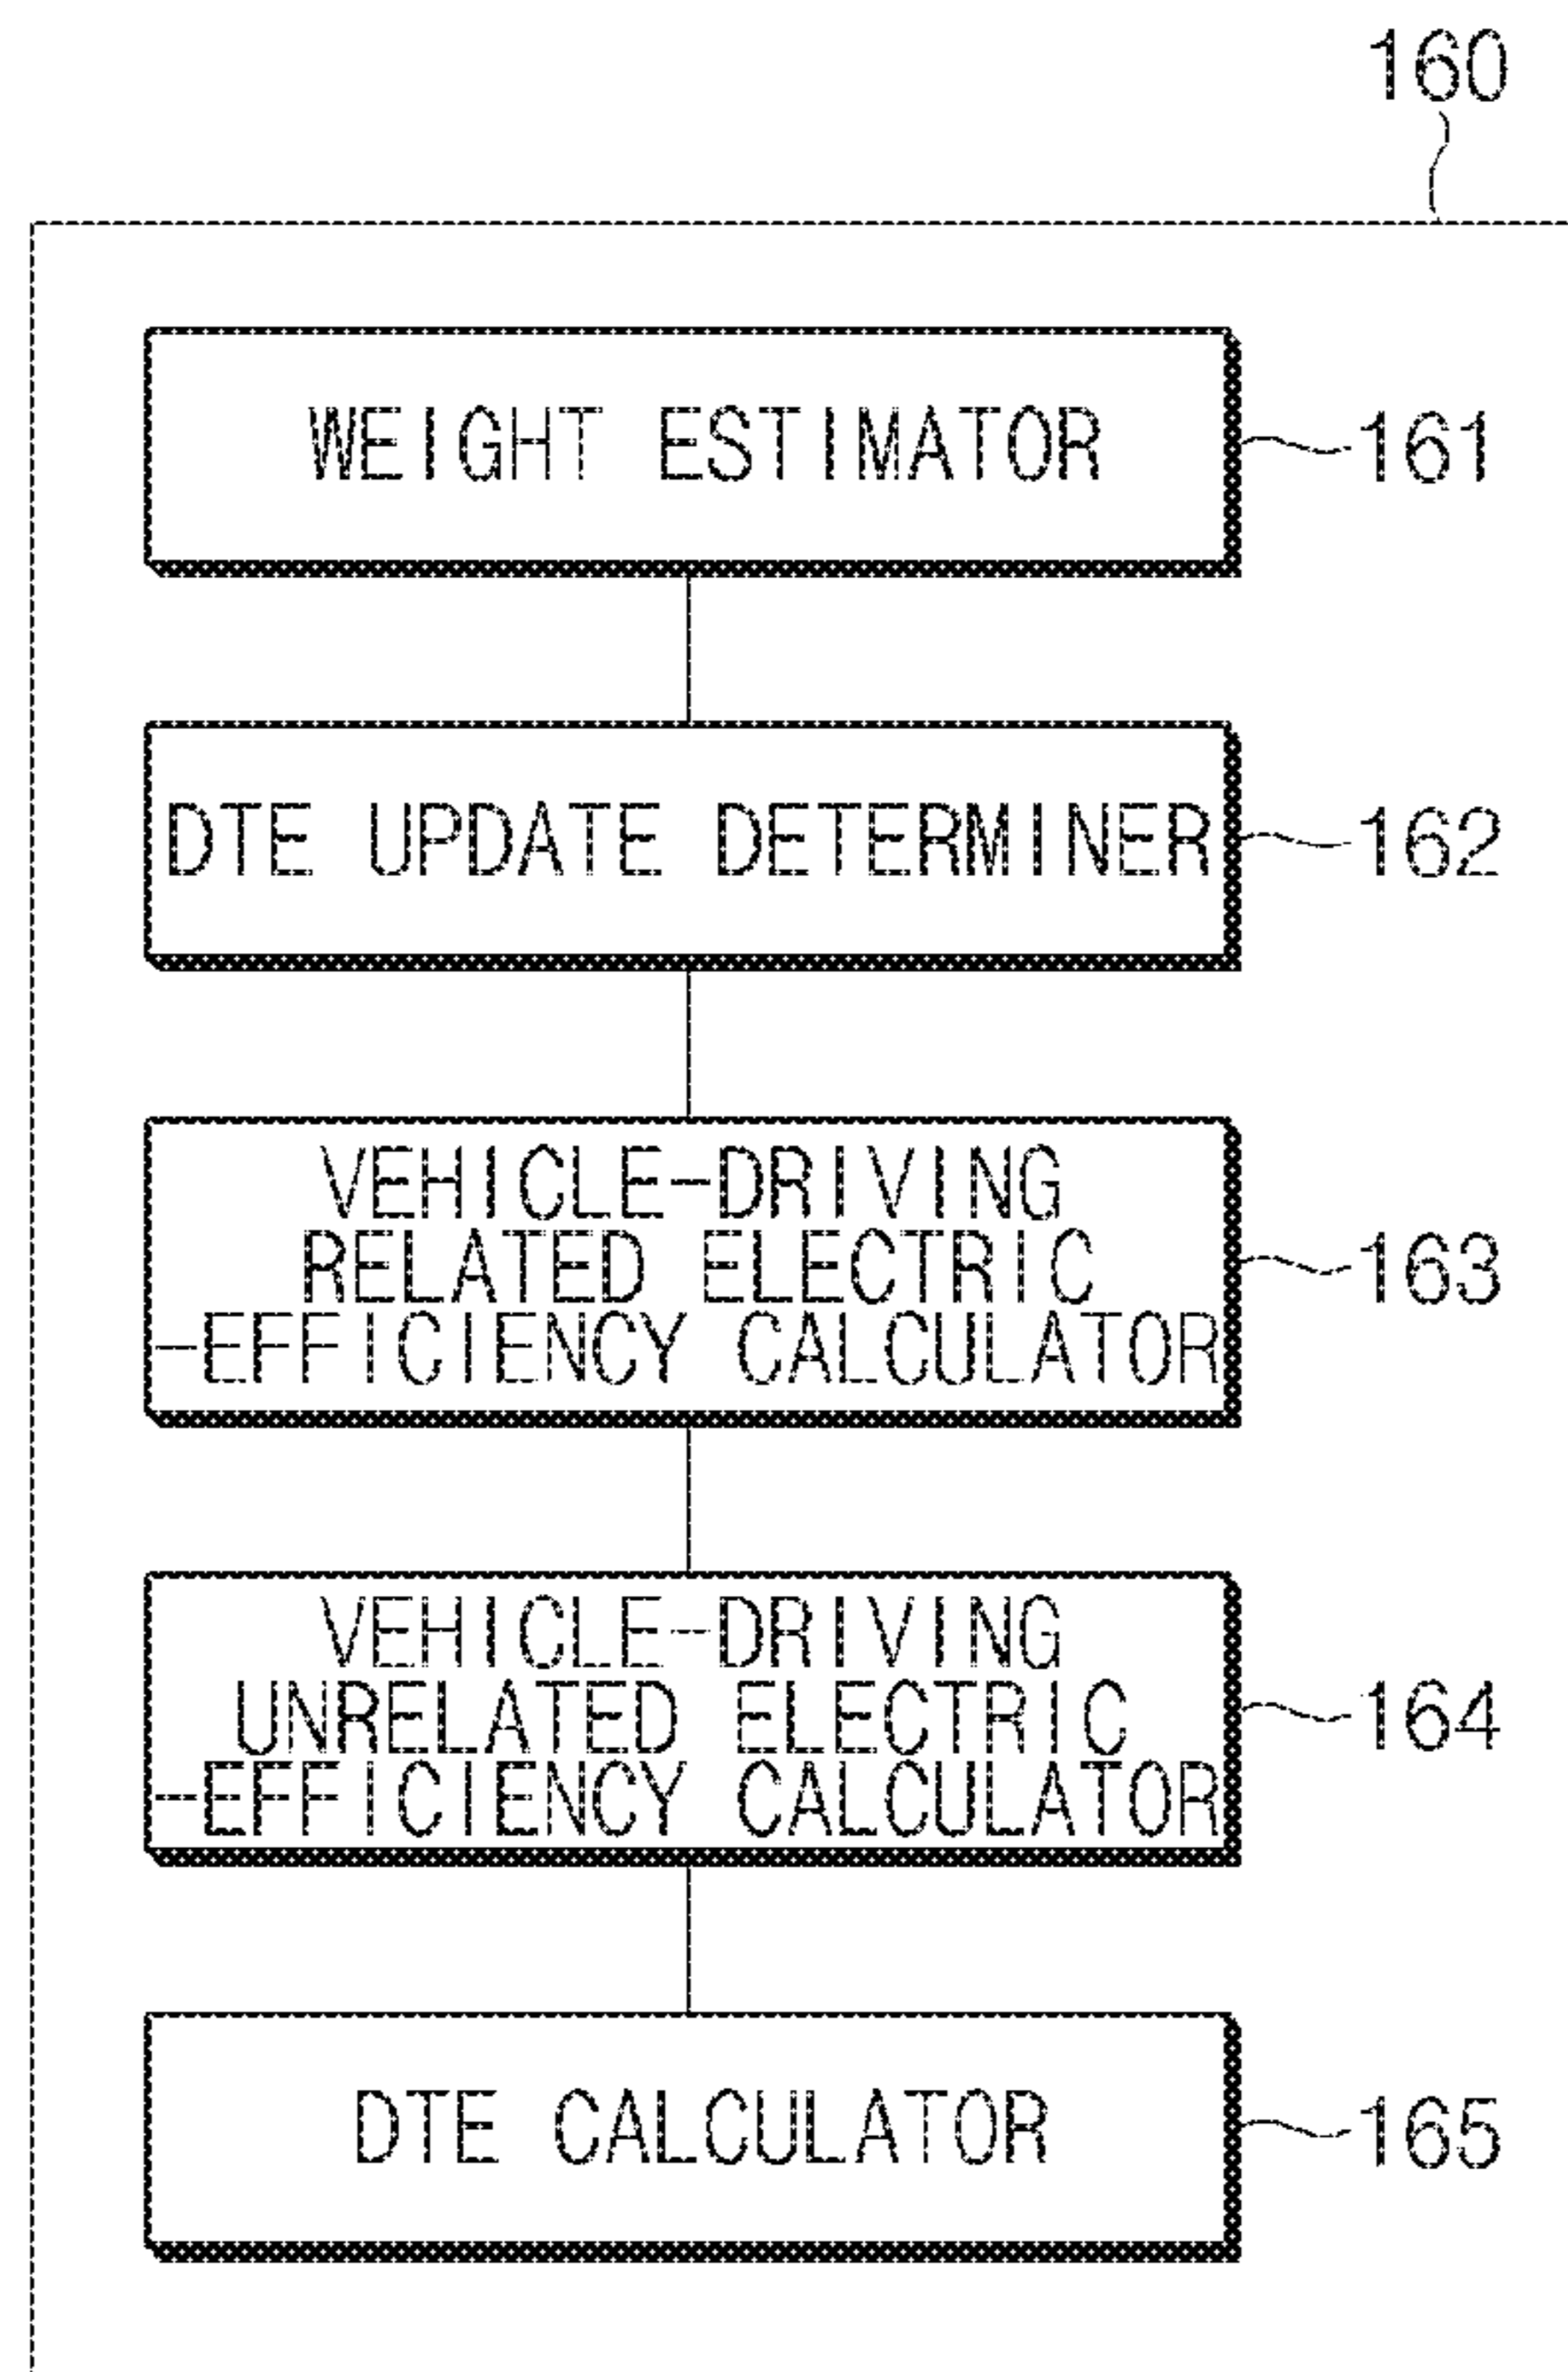 160
WEIGHT ESTIMATOR
161
DTE UPDATE DETERMINER
162
VEHICLE-DRIVING
RELATED ELECTRIC
-EFFICIENCY CALCULATOR
163
VEHICLE-DRIVING
UNRELATED ELECTRIC
-EFFICIENCY CALCULATOR
164
DTE CALCULATOR
165